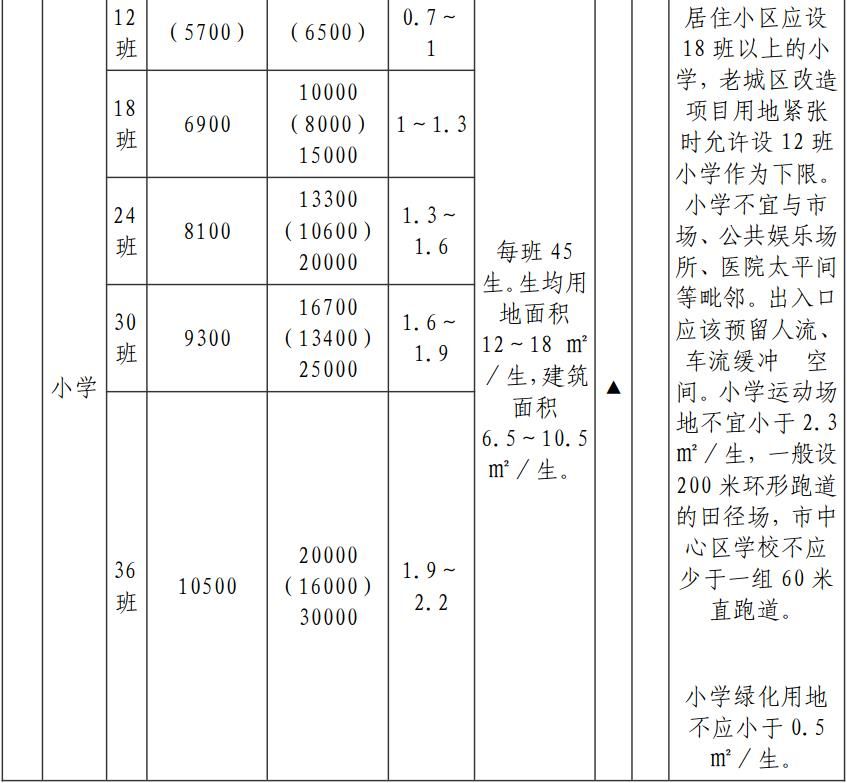 小学
12
班
(5700)
(6500)
0.7～
1
18
班
6900
10000
(8000)
15000
1～1.3
24
班
8100
13300
(10600)
20000
1.3～
1.6
30
班
9300
16700
(13400)
25000
1.6～
1.9
36
班
10500
20000
(16000)
30000
1.9～
2.2
每班 45
生。生均用
地面积
12～18 m²
/生，建筑
面积
6.5～10.5
m²/生。
▲
居住小区应设
18 班以上的小
学，老城区改造
项目用地紧张
时允许设 12 班
小学作为下限。
小学不宜与市
场、公共娱乐场
所、医院太平间
等毗邻。出入口
应该预留人流、
车流缓冲 空
间。小学运动场
地不宜小于 2.3
m²/生，一般设
200 米环形跑道
的田径场，市中
心区学校不应
少于一组 60 米
直跑道。
小学绿化用地
不应小于 0.5
m²/生。